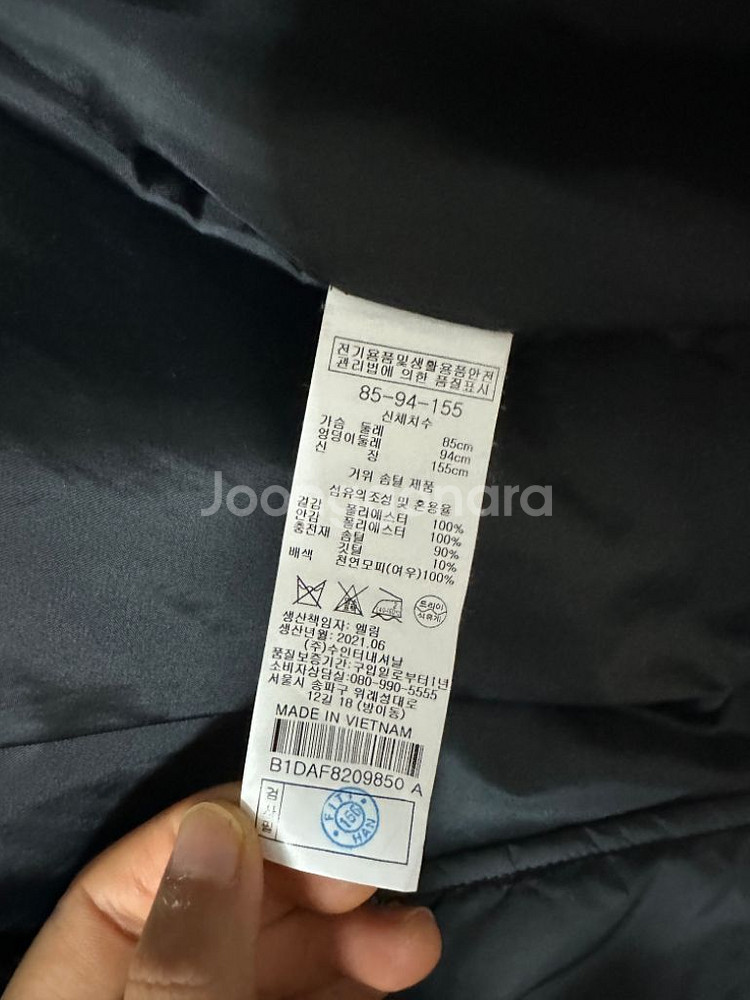 전기용품및생활용품안전
관리법에 의한 품질표시
85-94-155
신체치수
가슴 둘레 85cm
엉덩이둘레 94cm
신 장 155cm
거위 솜털 제품
섬유의조성 및 혼용율
겉감 폴리에스터 100%
안감 폴리에스터 100%
충전재 솜털 90%
깃털 10%
배색 천연모피(여우)100%
드라이
생산책임자: 엘림
생산년월: 2021.06
(주)수인터내셔날
품질보증기간: 구입일로부터1년
소비자상담실:080-990-5555
서울시 송파구 위례성대로
12길 18 (방이동)
MADE IN VIETNAM
B1DAF8209850 A
검사필
FITI
156
HAN
Joonggonara